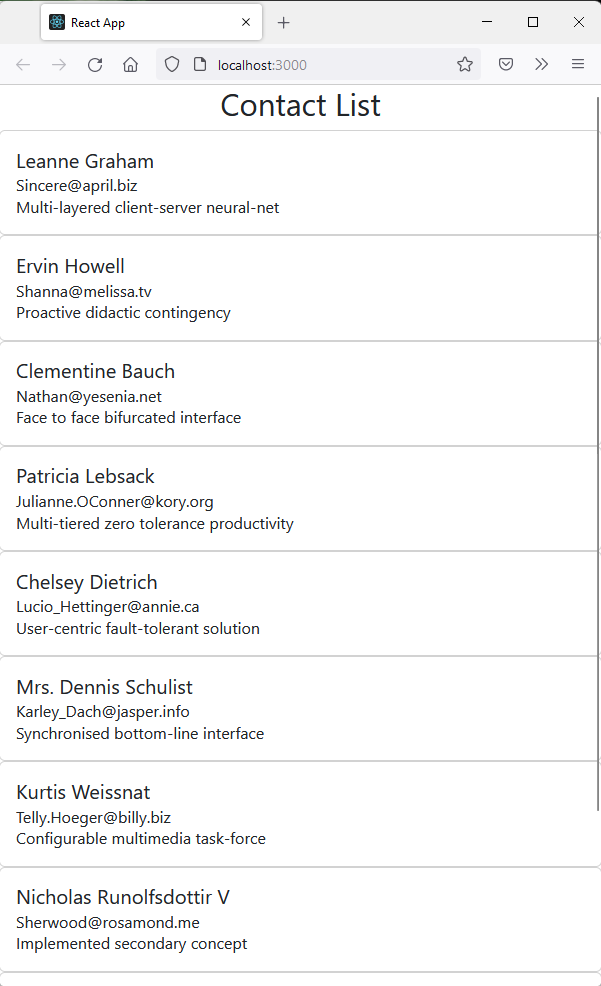 React App
localhost:3000
Contact List
Leanne Graham
Sincere@april.biz
Multi-layered client-server neural-net
Ervin Howell
Shanna@melissa.tv
Proactive didactic contingency
Clementine Bauch
Nathan@yesenia.net
Face to face bifurcated interface
Patricia Lebsack
Julianne.OConner@kory.org
Multi-tiered zero tolerance productivity
Chelsey Dietrich
Lucio_Hettinger@annie.ca
User-centric fault-tolerant solution
Mrs. Dennis Schulist
Karley_Dach@jasper.info
Synchronised bottom-line interface
Kurtis Weissnat
Telly.Hoeger@billy.biz
Configurable multimedia task-force
Nicholas Runolfsdottir V
Sherwood@rosamond.me
Implemented secondary concept